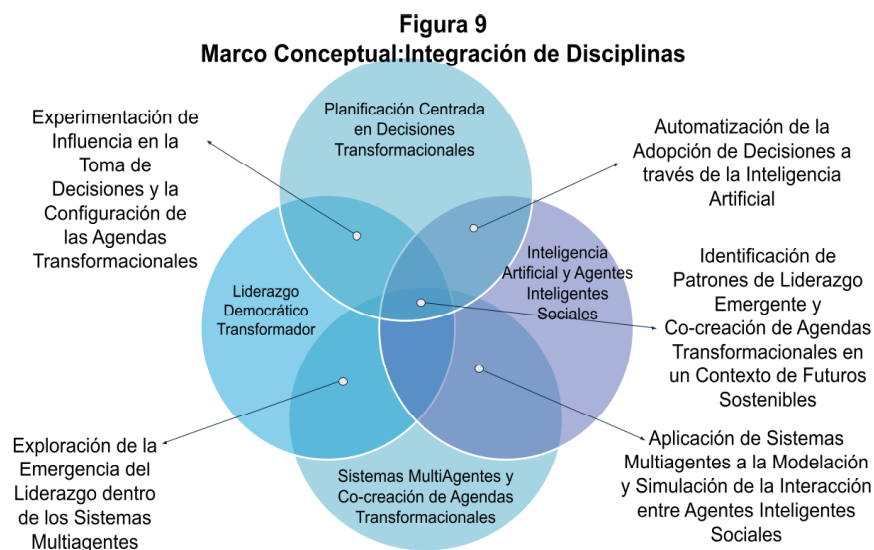 Figura 9
Marco Conceptual:Integración de Disciplinas
Experimentación de
Influencia en la
Toma de
Decisiones y la
Configuración de
las Agendas
Transformacionales
Planificación Centrada
en Decisiones
Transformacionales
Automatización de la
Adopción de Decisiones a
través de la Inteligencia
Artificial
Liderazgo
Democrático
Transformador
Inteligencia
Artificial y Agentes
Inteligentes
Sociales
Identificación de
Patrones de Liderazgo
Emergente y
Co-creación de Agendas
Transformacionales en
un Contexto de Futuros
Sostenibles
Exploración de la
Emergencia del
Liderazgo dentro
de los Sistemas
Multiagentes
Sistemas MultiAgentes y
Co-creación de Agendas
Transformacionales
Aplicación de Sistemas
Multiagentes a la Modelación
y Simulación de la Interacción
entre Agentes Inteligentes
Sociales